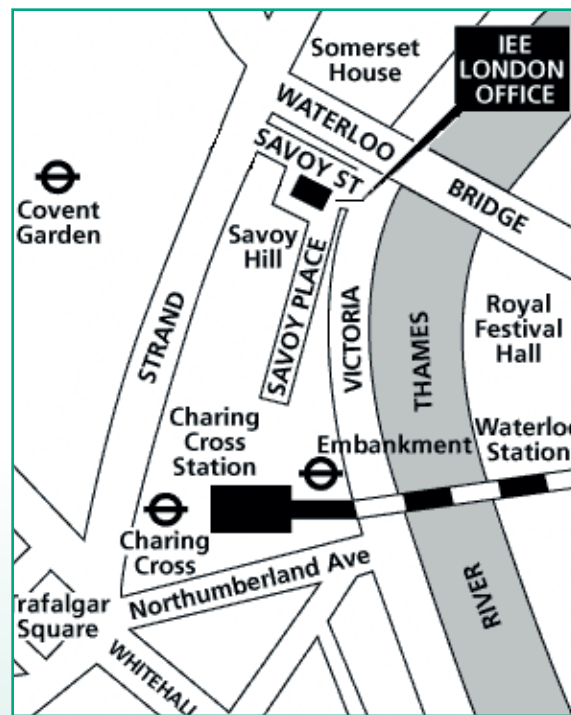 Somerset
House
IEE
LONDON
OFFICE
WATERLOO
BRIDGE
SAVOY ST
Covent
Garden
Savoy
Hill
SAVOY PLACE
STRAND
VICTORIA
THAMES
Royal
Festival
Hall
Charing
Cross
Station
Embankment
Waterloo
Station
Charing
Cross
Northumberland Ave
Trafalgar
Square
WHITEHALL
RIVER